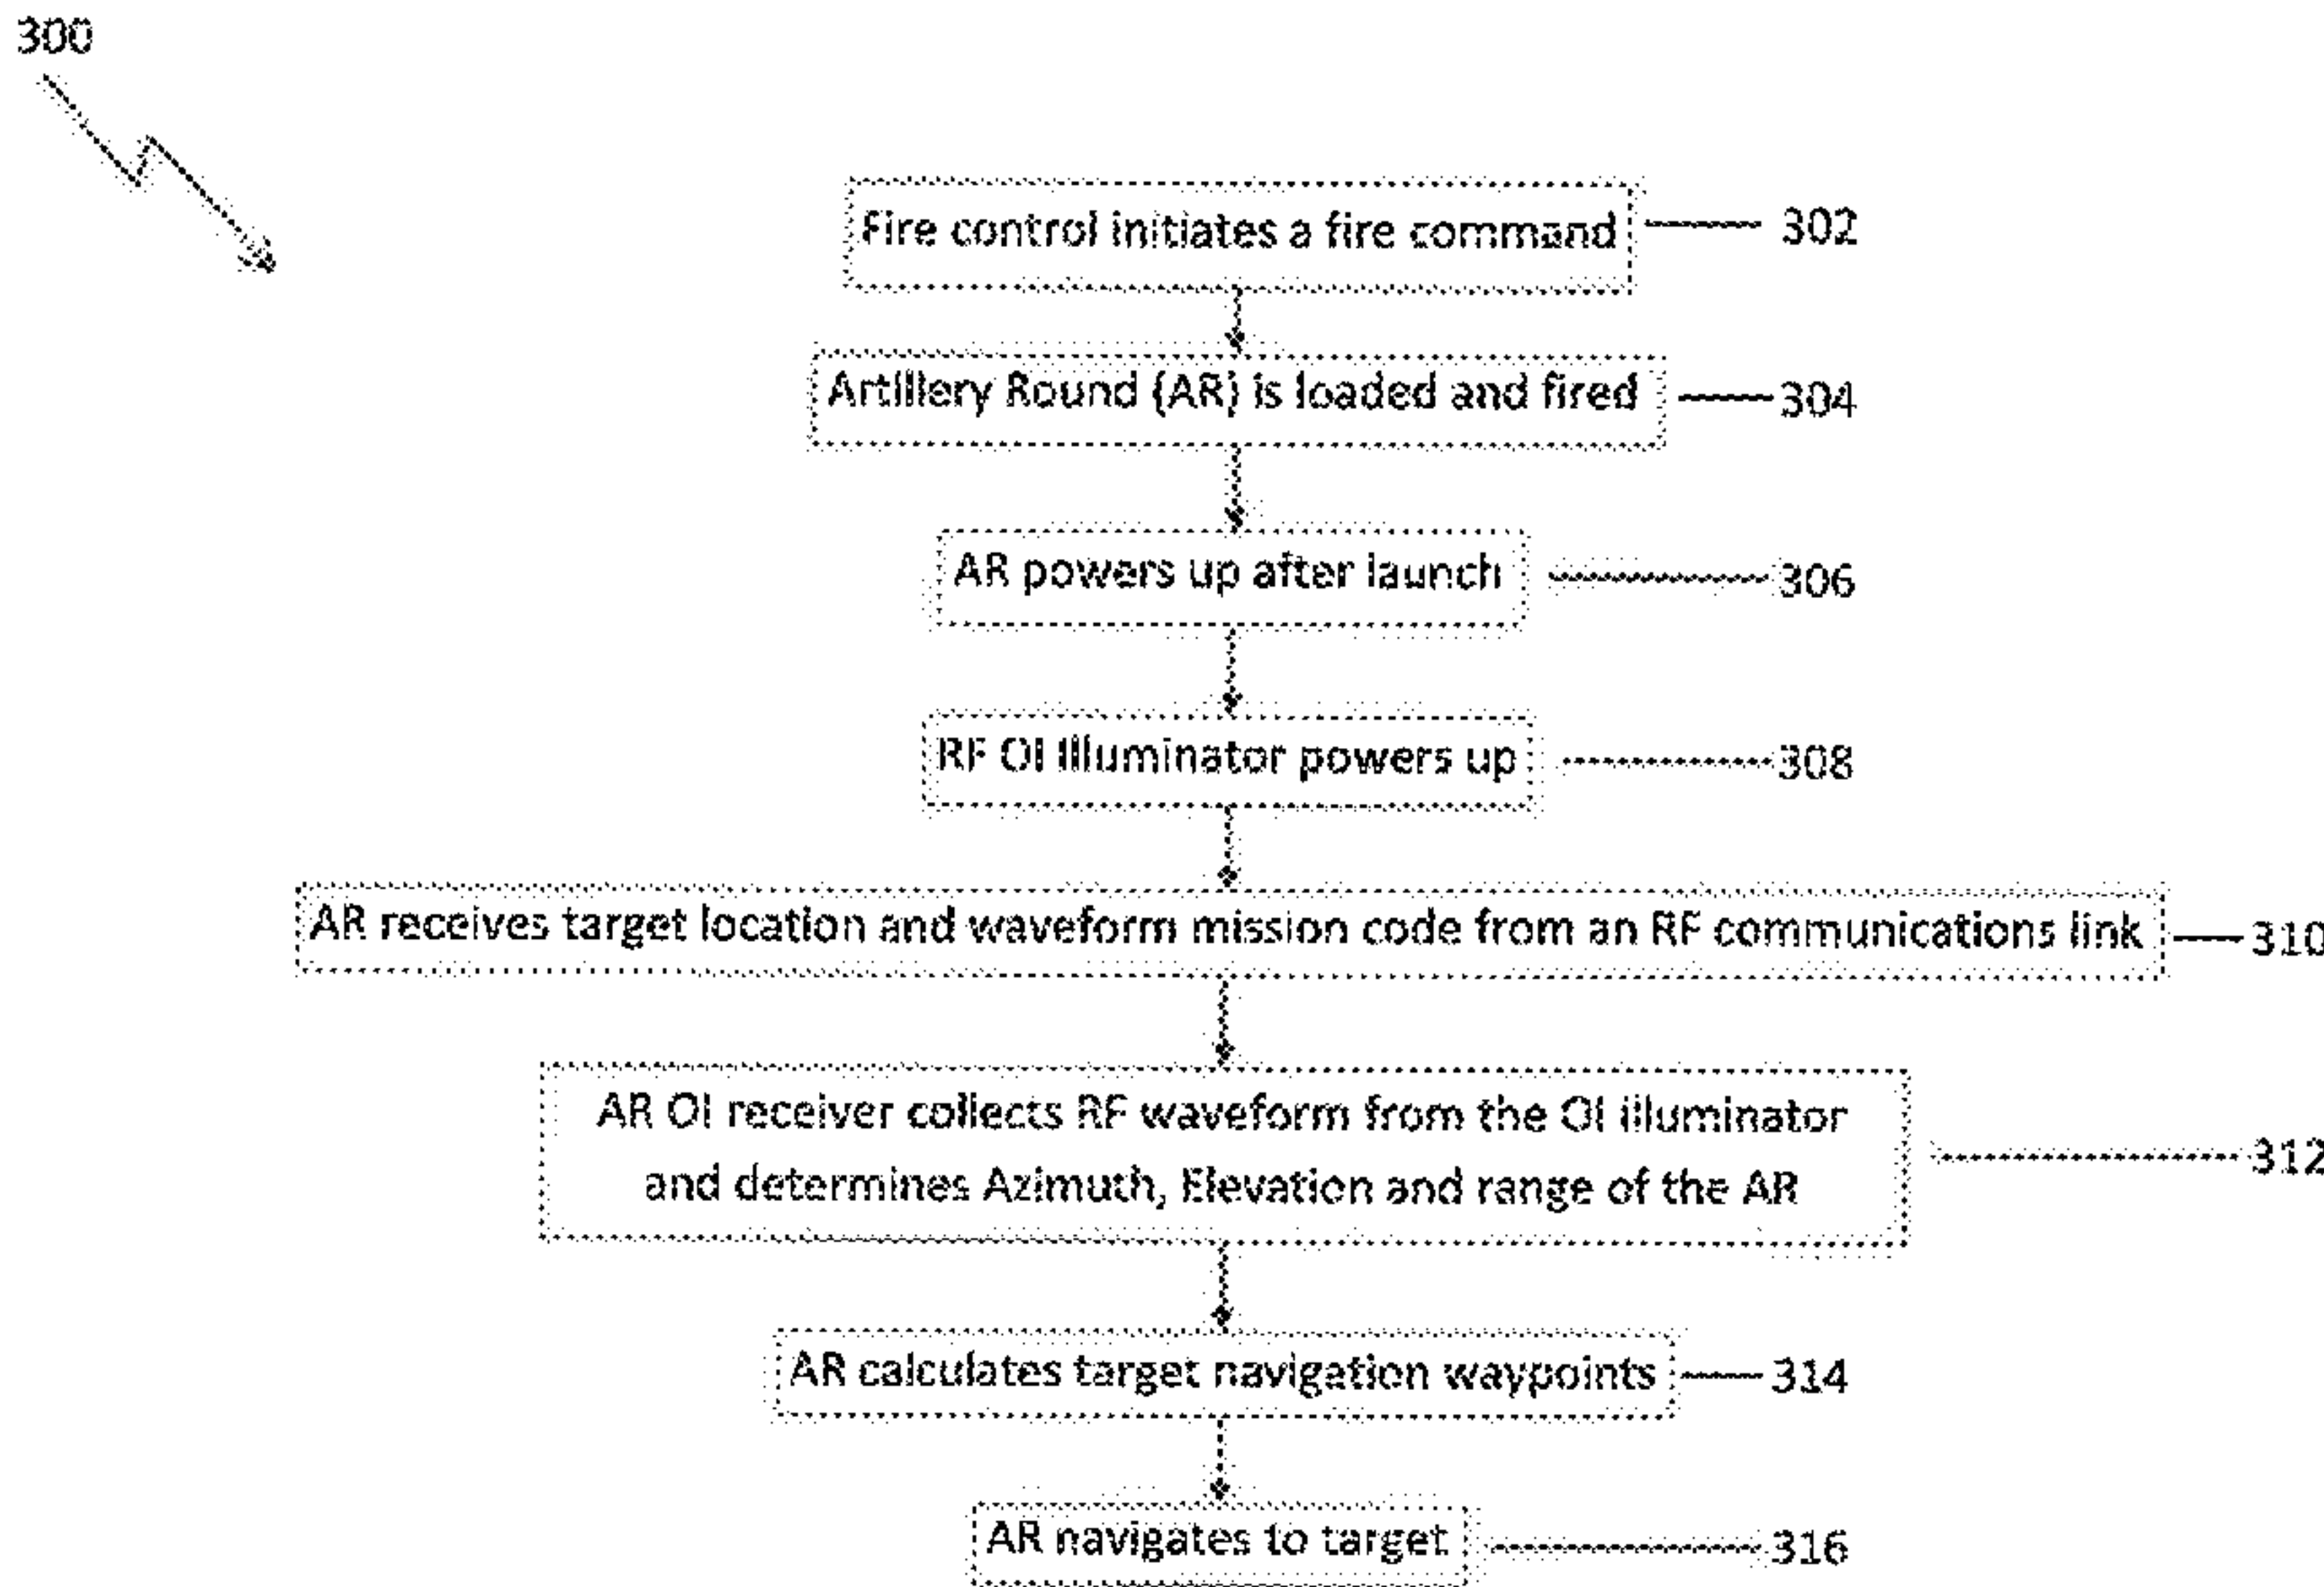 300
Fire control initiates a fire command
302
Artillery Round (AR) is loaded and fired
304
AR powers up after launch
306
RF OI Illuminator powers up
308
AR receives target location and waveform mission code from an RF communications link
310
AR OI receiver collects RF waveform from the OI illuminator
and determines Azimuth, Elevation and range of the AR
312
AR calculates target navigation waypoints
314
AR navigates to target
316